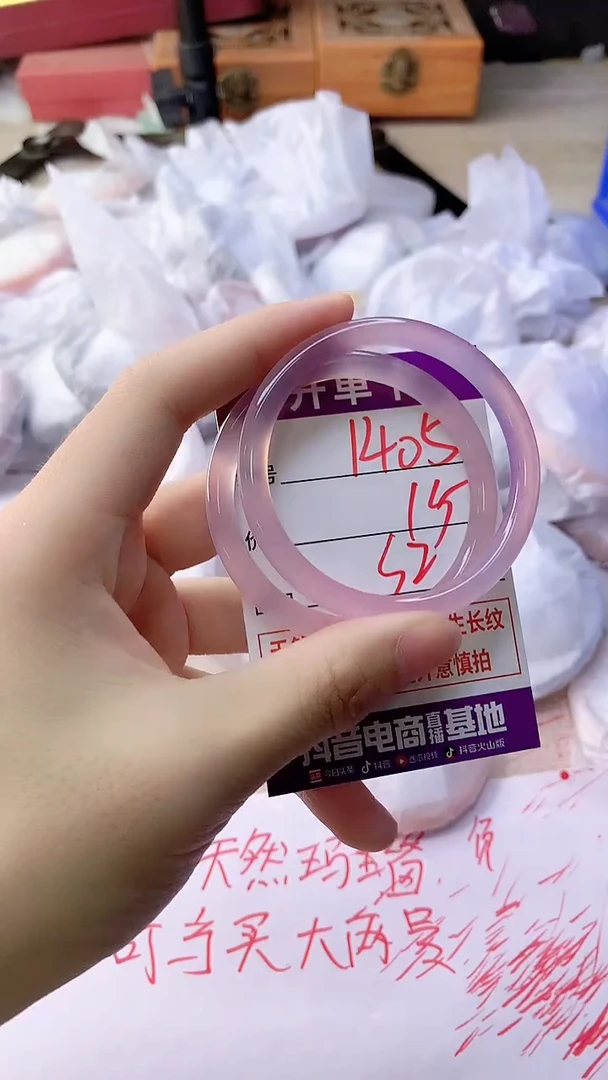 开单
号 1405
15
52
生长纹
意慎拍
抖音电商直播基地
今日头条 抖音 西瓜视频 抖音火山版
天然玛瑙
可与买大两号